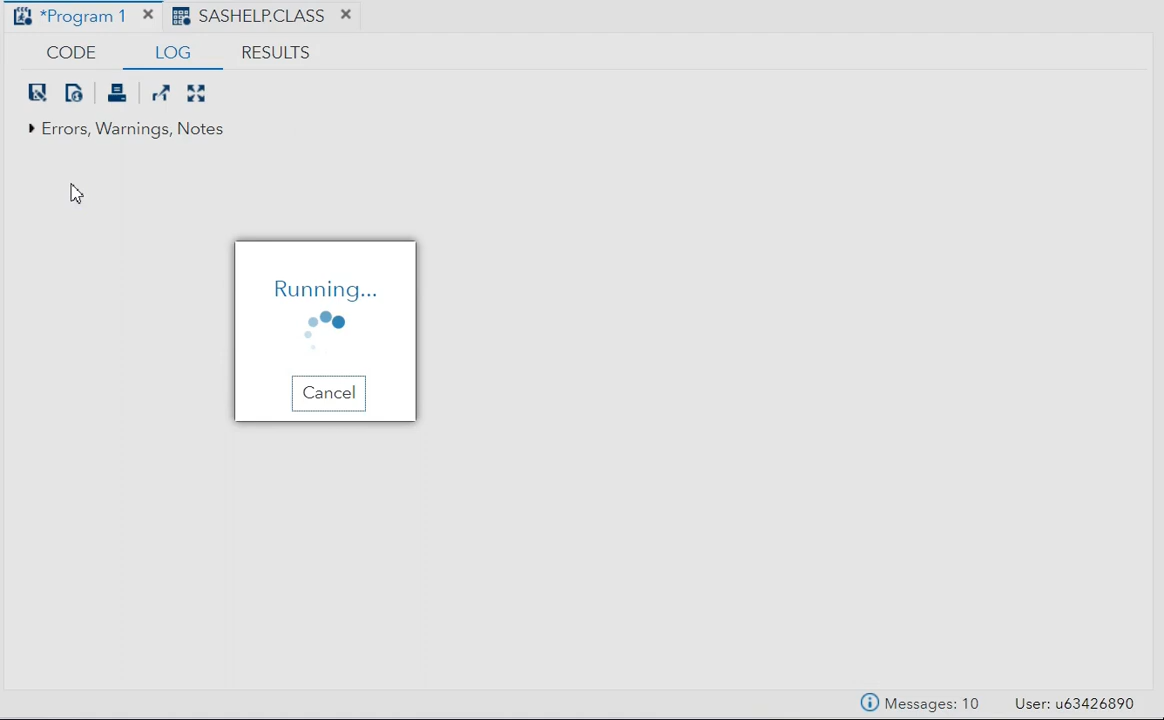 *Program 1
SASHELP.CLASS
CODE
LOG
RESULTS
Errors, Warnings, Notes
Running...
Cancel
Messages: 10
User: u63426890